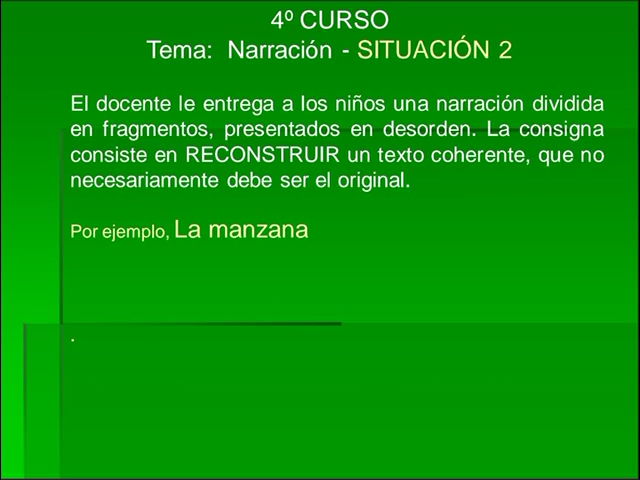 4º CURSO
Tema: Narración - SITUACIÓN 2
El docente le entrega a los niños una narración dividida
en fragmentos, presentados en desorden. La consigna
consiste en RECONSTRUIR un texto coherente, que no
necesariamente debe ser el original.
Por ejemplo, La manzana
.